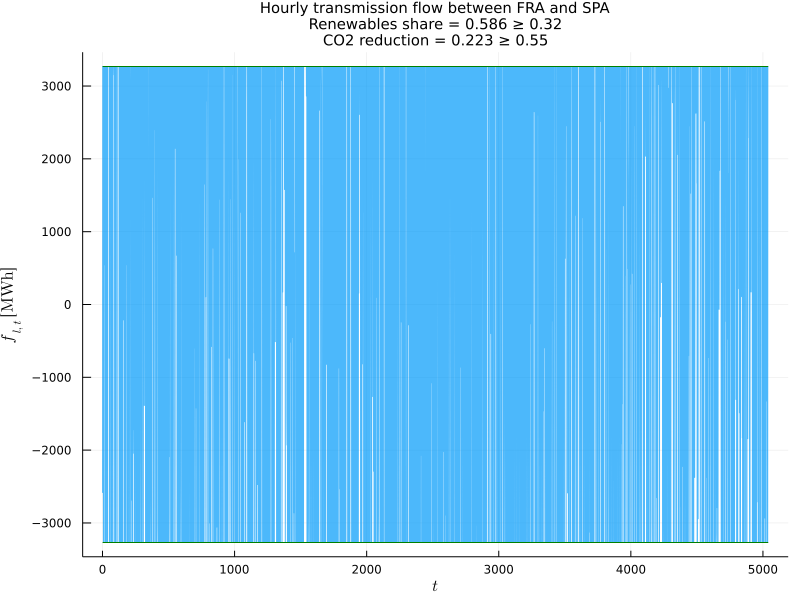 Hourly transmission flow between FRA and SPA
Renewables share = 0.586 ≥ 0.32
CO2 reduction = 0.223 ≥ 0.55
3000
2000
1000
0
−1000
−2000
−3000
f_{l,t} [MWh]
0
1000
2000
3000
4000
5000
t